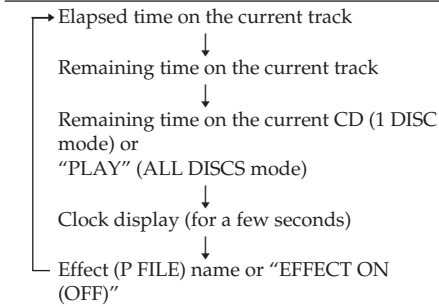 Elapsed time on the current track
Remaining time on the current track
Remaining time on the current CD (1 DISC
mode) or
“PLAY” (ALL DISCS mode)
Clock display (for a few seconds)
Effect (P FILE) name or “EFFECT ON
(OFF)”